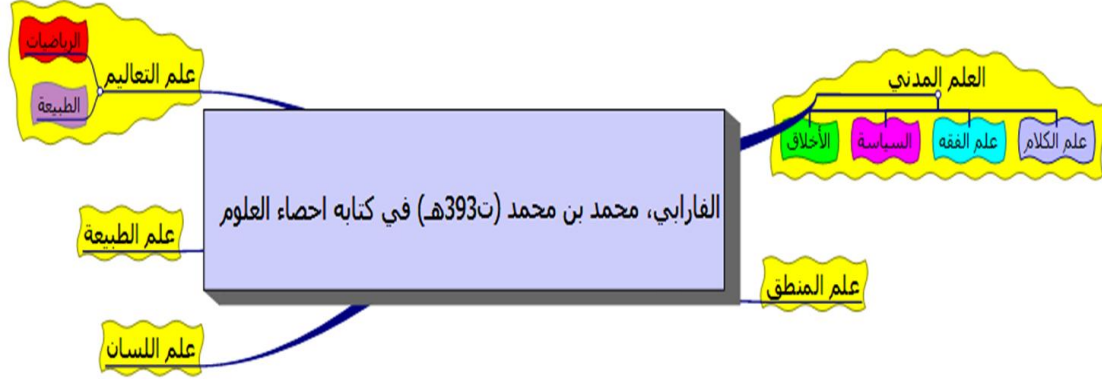 الفارابي، محمد بن محمد (ت393هـ) في كتابه احصاء العلوم
العلم المدني
علم الكلام
علم الفقه
السياسة
الأخلاف
علم المنطق
علم التعاليم
الرياضيات
الطبيعة
علم الطبيعة
علم اللسان